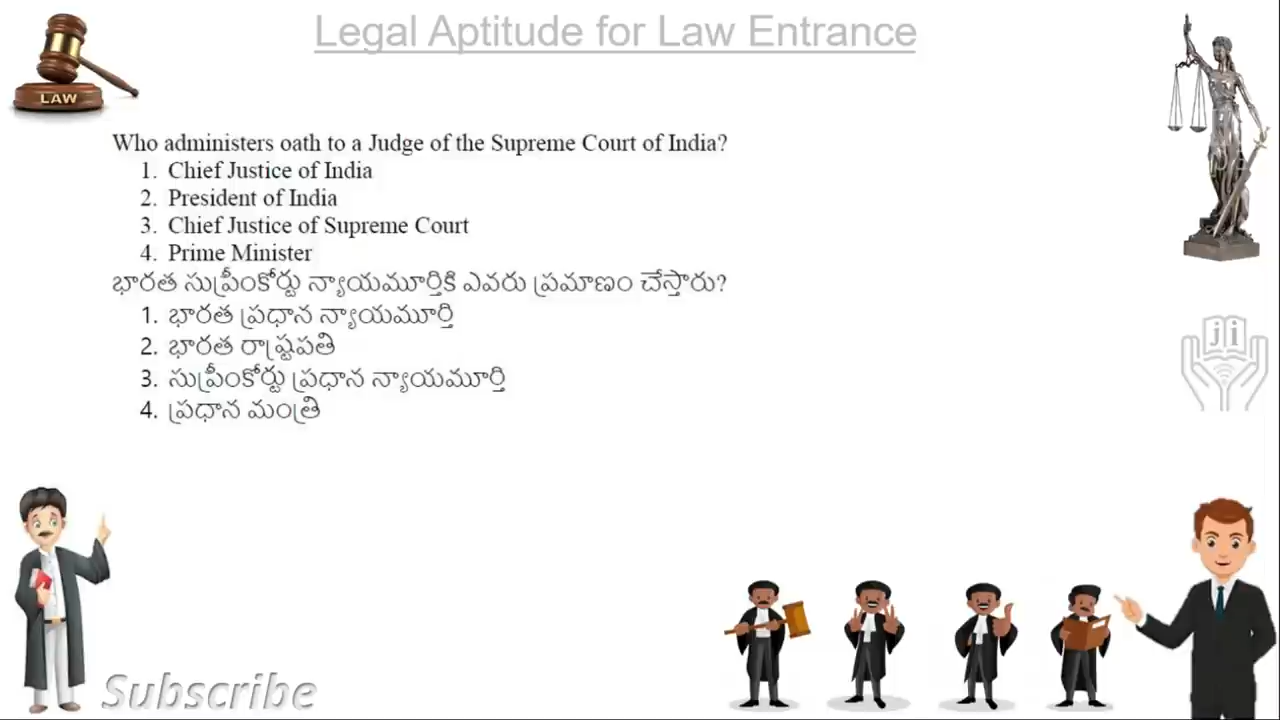 Legal Aptitude for Law Entrance
LAW
Who administers oath to a Judge of the Supreme Court of India?
1. Chief Justice of India
2. President of India
3. Chief Justice of Supreme Court
4. Prime Minister
భారత సుప్రీంకోర్టు న్యాయమూర్తికి ఎవరు ప్రమాణం చేస్తారు?
1. భారత ప్రధాన న్యాయమూర్తి
2. భారత రాష్ట్రపతి
3. సుప్రీంకోర్టు ప్రధాన న్యాయమూర్తి
4. ప్రధాన మంత్రి
ji
Subscribe